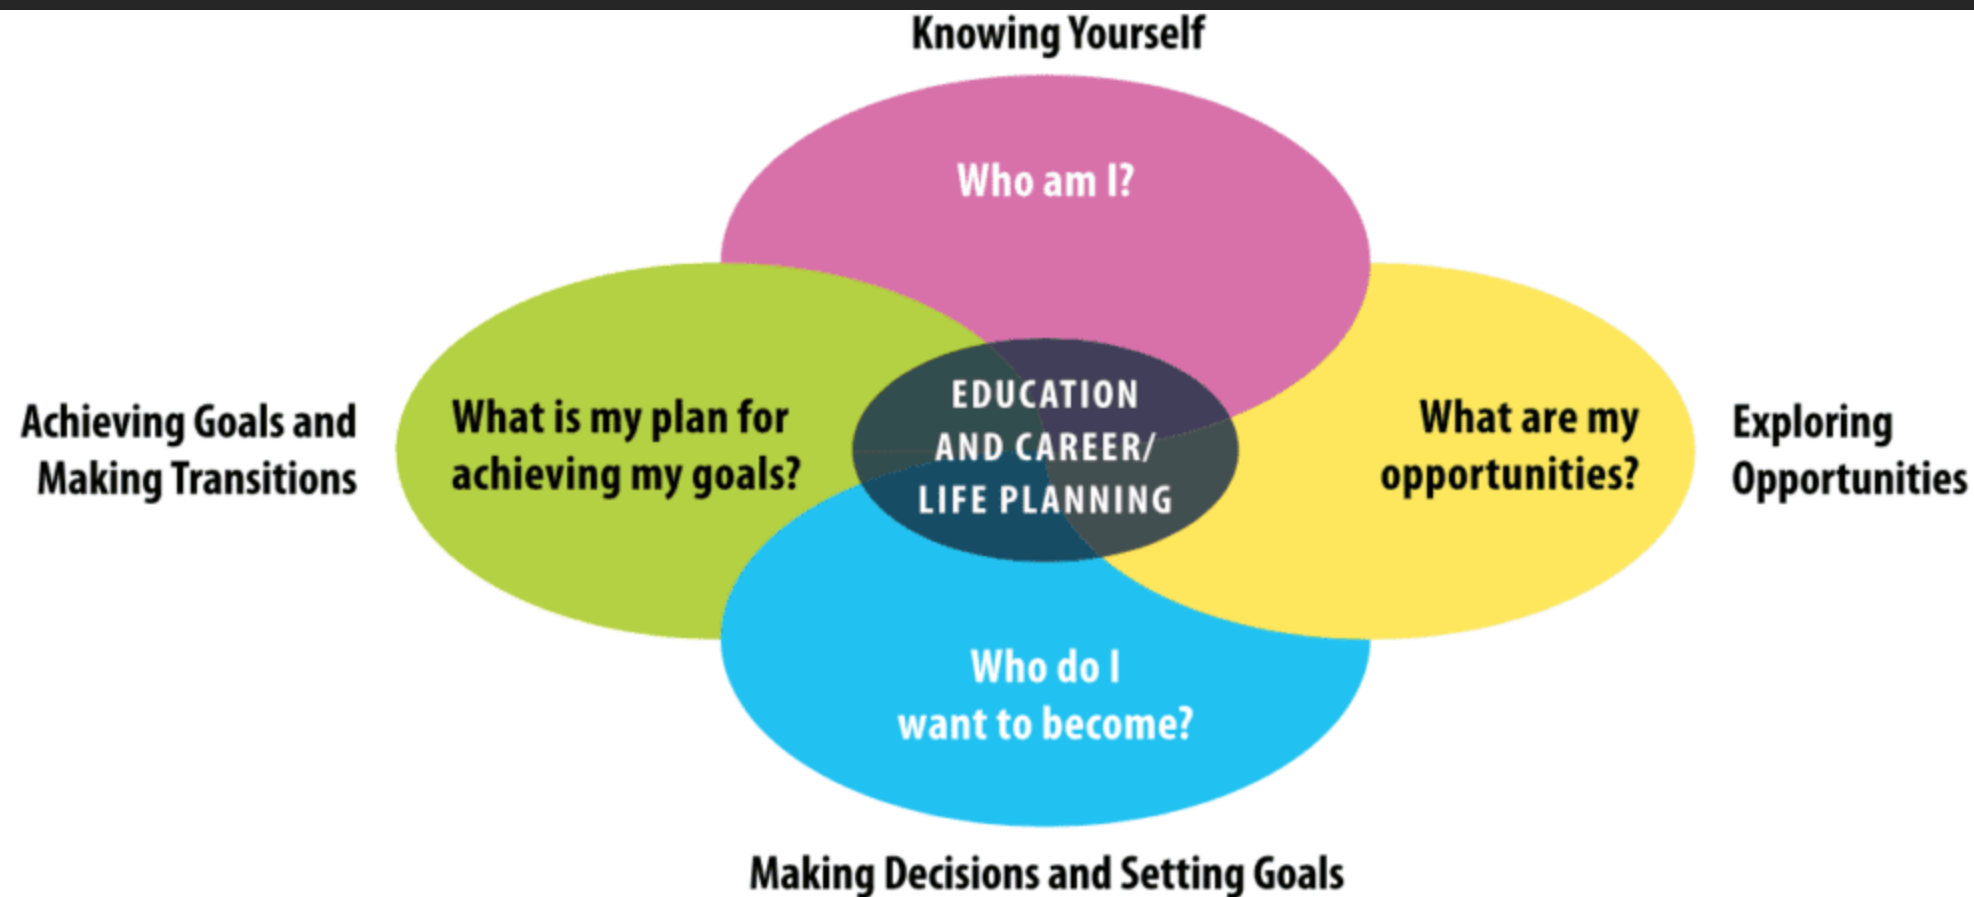 Knowing Yourself
Who am I?
Achieving Goals and
Making Transitions
What is my plan for
achieving my goals?
EDUCATION
AND CAREER/
LIFE PLANNING
What are my
opportunities?
Exploring
Opportunities
Who do I
want to become?
Making Decisions and Setting Goals